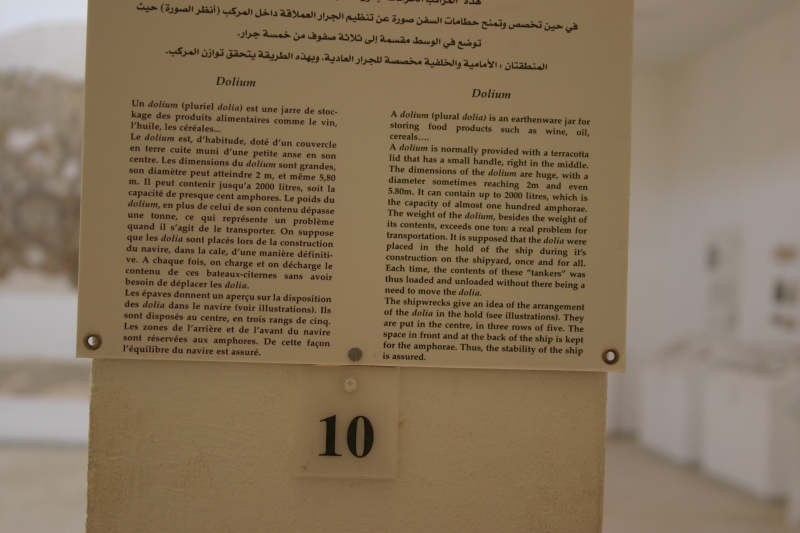 في حين تخصص وتمنح حطامات السفن صورة عن تنظيم الجرار العملاقة داخل المركب (أنظر الصورة) حيث
توضع في الوسط مقسمة إلى ثلاثة صفوف من خمسة جرار.
المنطقتان ، الأمامية والخلفية مخصصة للجرار العادية. وبهذه الطريقة يتحقق توازن المركب.
Dolium
Un dolium (pluriel dolia) est une jarre de stoc-
kage des produits alimentaires comme le vin,
l'huile, les céréales...
Le dolium est, d'habitude, doté d'un couvercle
en terre cuite muni d'une petite anse en son
centre. Les dimensions du dolium sont grandes,
son diamètre peut atteindre 2 m, et même 5,80
m. Il peut contenir jusqu'a 2000 litres, soit la
capacité de presque cent amphores. Le poids du
dolium, en plus de celui de son contenu dépasse
une tonne, ce qui représente un problème
quand il s'agit de le transporter. On suppose
que les dolia sont placés lors de la construction
du navire, dans la cale, d'une manière définiti-
ve. A chaque fois, on charge et on décharge le
contenu de ces bateaux-citernes sans avoir
besoin de déplacer les dolia.
Les épaves donnent un aperçu sur la disposition
des dolia dans le navire (voir illustrations). Ils
sont disposés au centre, en trois rangs de cinq.
Les zones de l'arrière et de l'avant du navire
sont réservées aux amphores. De cette façon
l'équilibre du navire est assuré.
Dolium
A dolium (plural dolia) is an earthenware jar for
storing food products such as wine, oil,
cereals....
A dolium is normally provided with a terracotta
lid that has a small handle, right in the middle.
The dimensions of the dolium are huge, with a
diameter sometimes reaching 2m and even
5.80m. It can contain up to 2000 litres, which is
the capacity of almost one hundred amphorae.
The weight of the dolium, besides the weight of
its contents, exceeds one ton: a real problem for
transportation. It is supposed that the dolia were
placed in the hold of the ship during it's
construction on the shipyard, once and for all.
Each time, the contents of these "tankers" was
thus loaded and unloaded without there being a
need to move the dolia.
The shipwrecks give an idea of the arrangement
of the dolia in the hold (see illustrations). They
are put in the centre, in three rows of five. The
space in front and at the back of the ship is kept
for the amphorae. Thus, the stability of the ship
is assured.
10